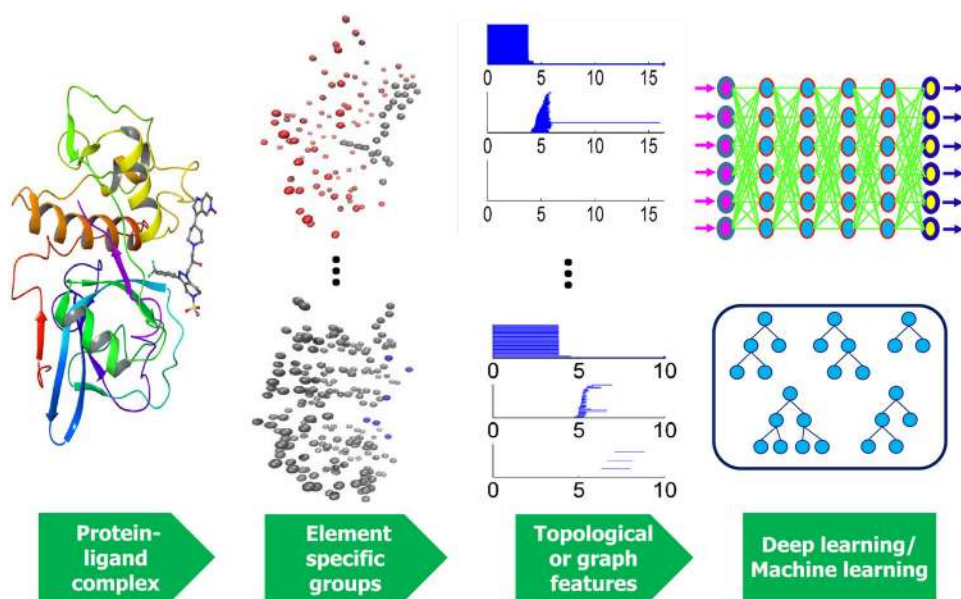 0 5 10 15
0 5 10 15
0 5 10 15
0 5 10
0 5 10
0 5 10
Protein-
ligand
complex
Element
specific
groups
Topological
or graph
features
Deep learning/
Machine learning